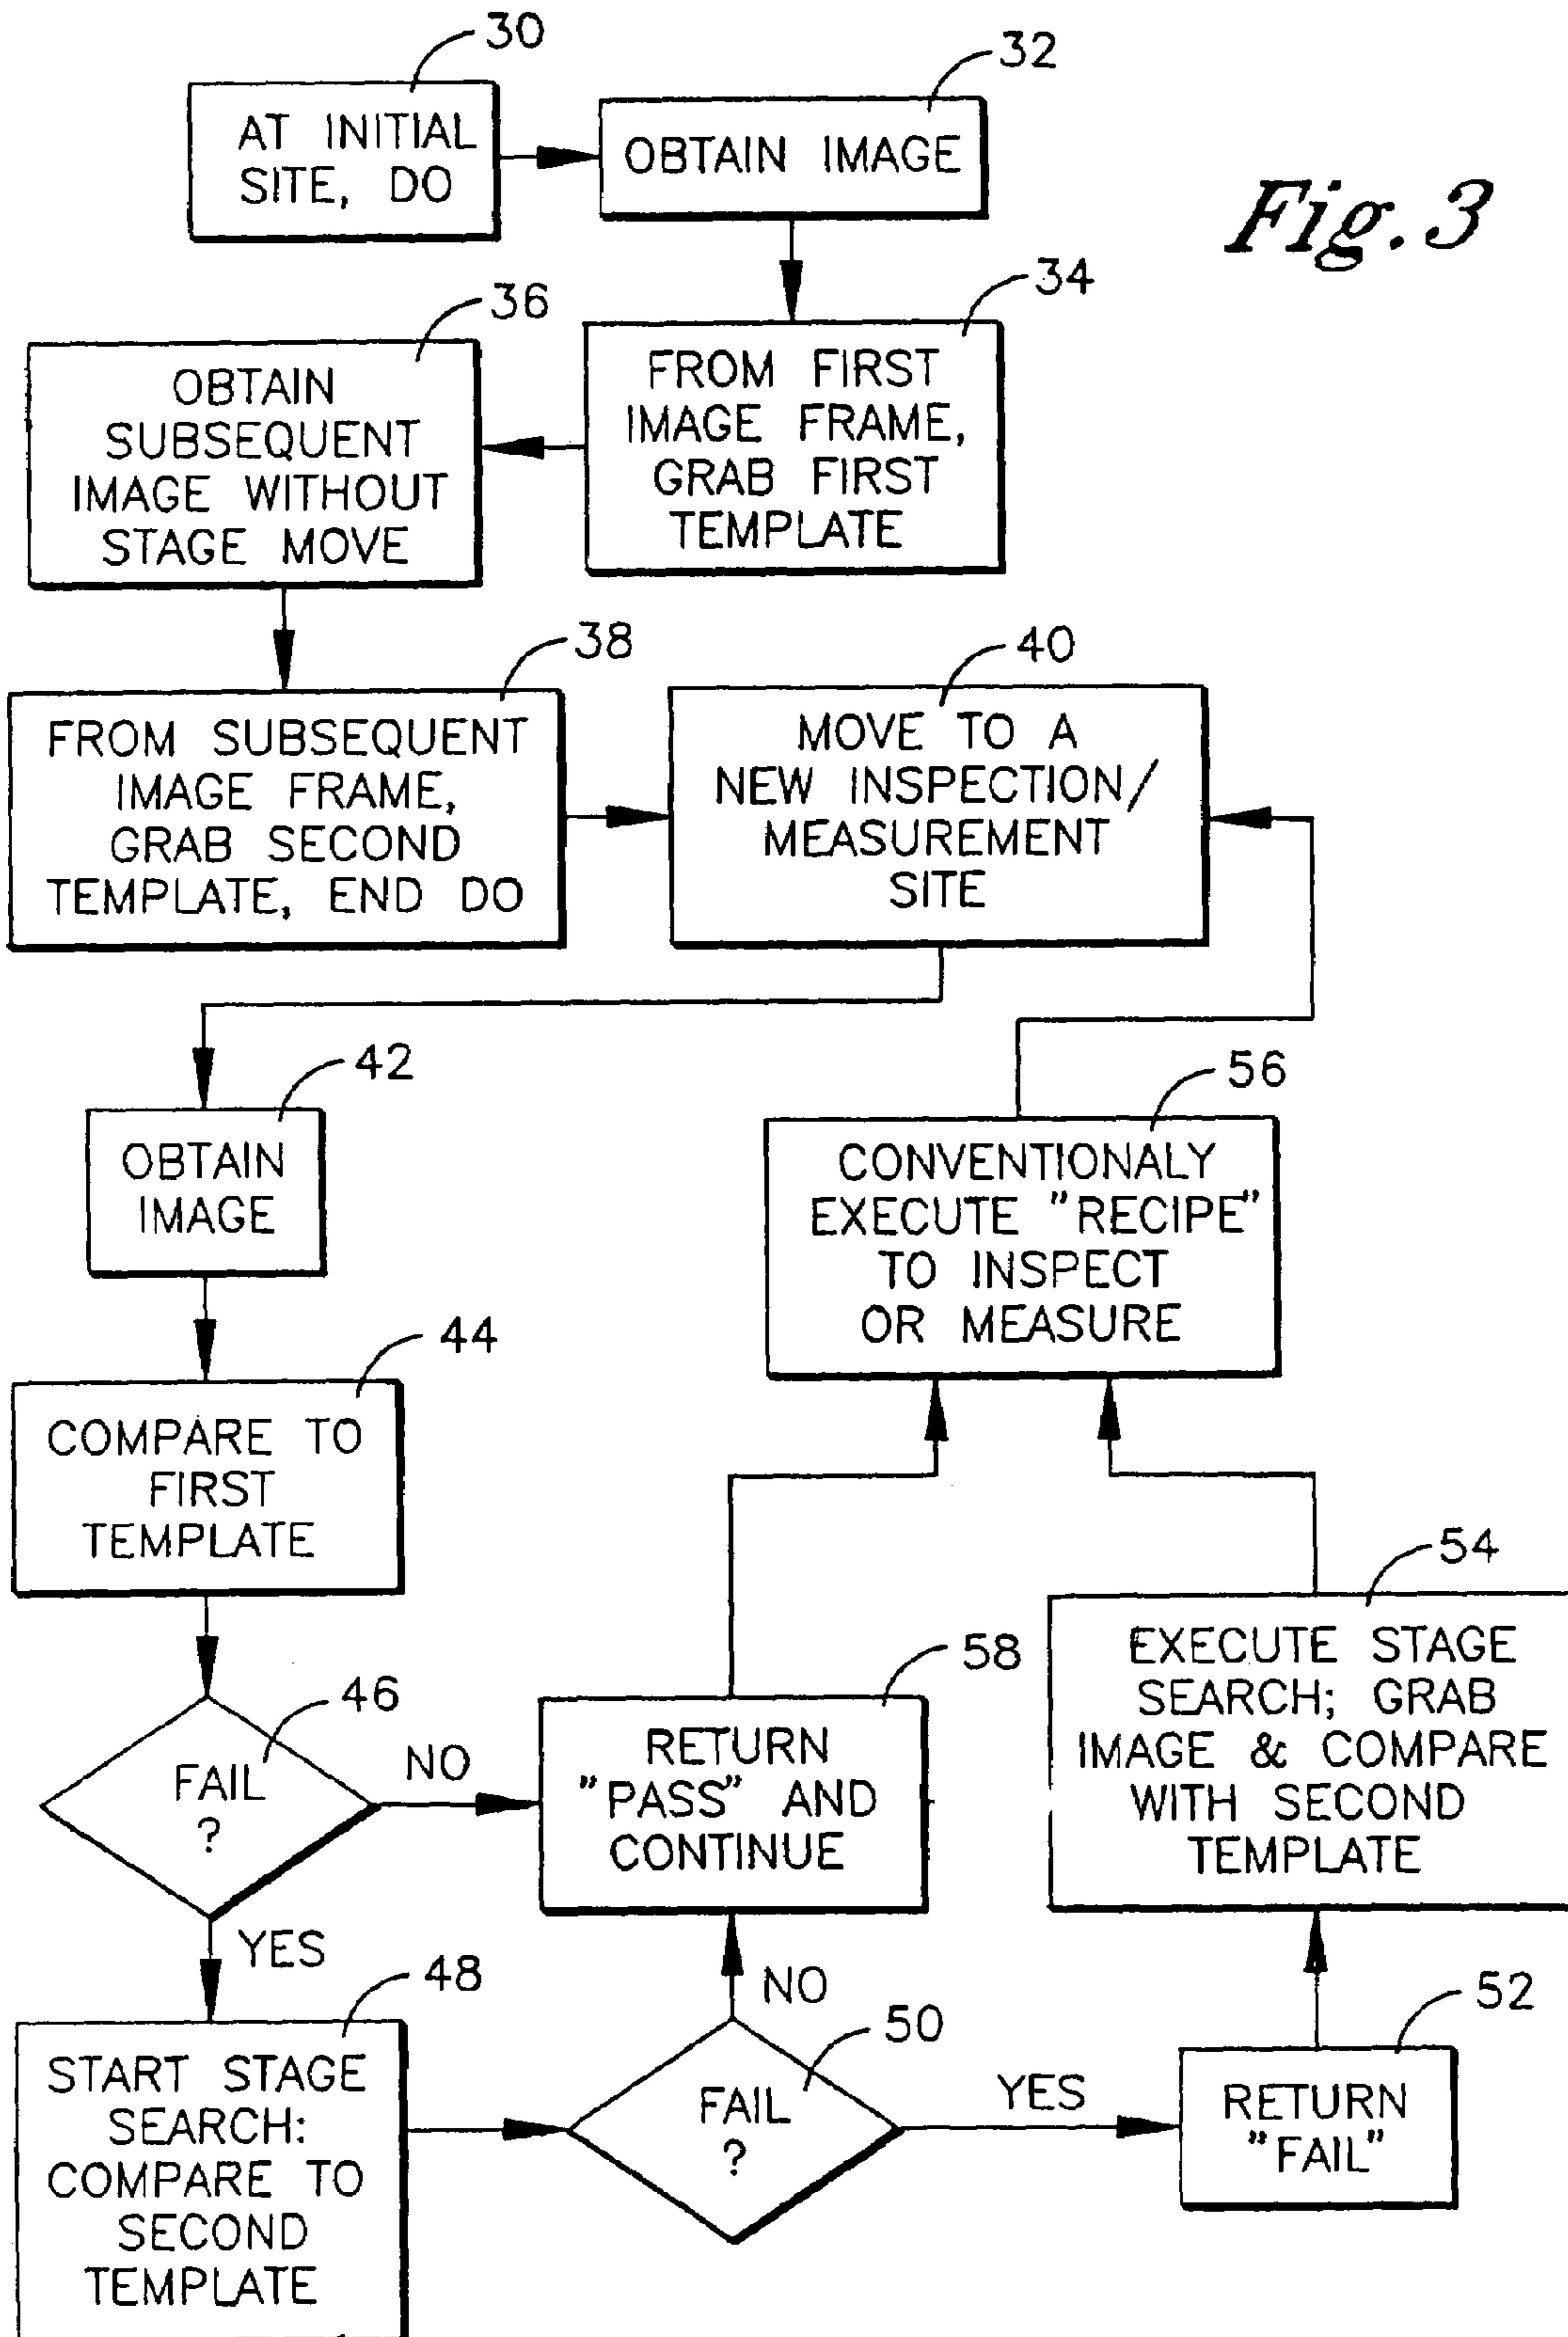 30
AT INITIAL
SITE, DO
32
OBTAIN IMAGE
Fig. 3
34
FROM FIRST
IMAGE FRAME,
GRAB FIRST
TEMPLATE
36
OBTAIN
SUBSEQUENT
IMAGE WITHOUT
STAGE MOVE
38
FROM SUBSEQUENT
IMAGE FRAME,
GRAB SECOND
TEMPLATE, END DO
40
MOVE TO A
NEW INSPECTION/
MEASUREMENT
SITE
42
OBTAIN
IMAGE
56
CONVENTIONALY
EXECUTE "RECIPE"
TO INSPECT
OR MEASURE
44
COMPARE TO
FIRST
TEMPLATE
46
FAIL
?
NO
YES
58
RETURN
"PASS" AND
CONTINUE
54
EXECUTE STAGE
SEARCH; GRAB
IMAGE & COMPARE
WITH SECOND
TEMPLATE
48
START STAGE
SEARCH:
COMPARE TO
SECOND
TEMPLATE
50
FAIL
?
NO
YES
52
RETURN
"FAIL"